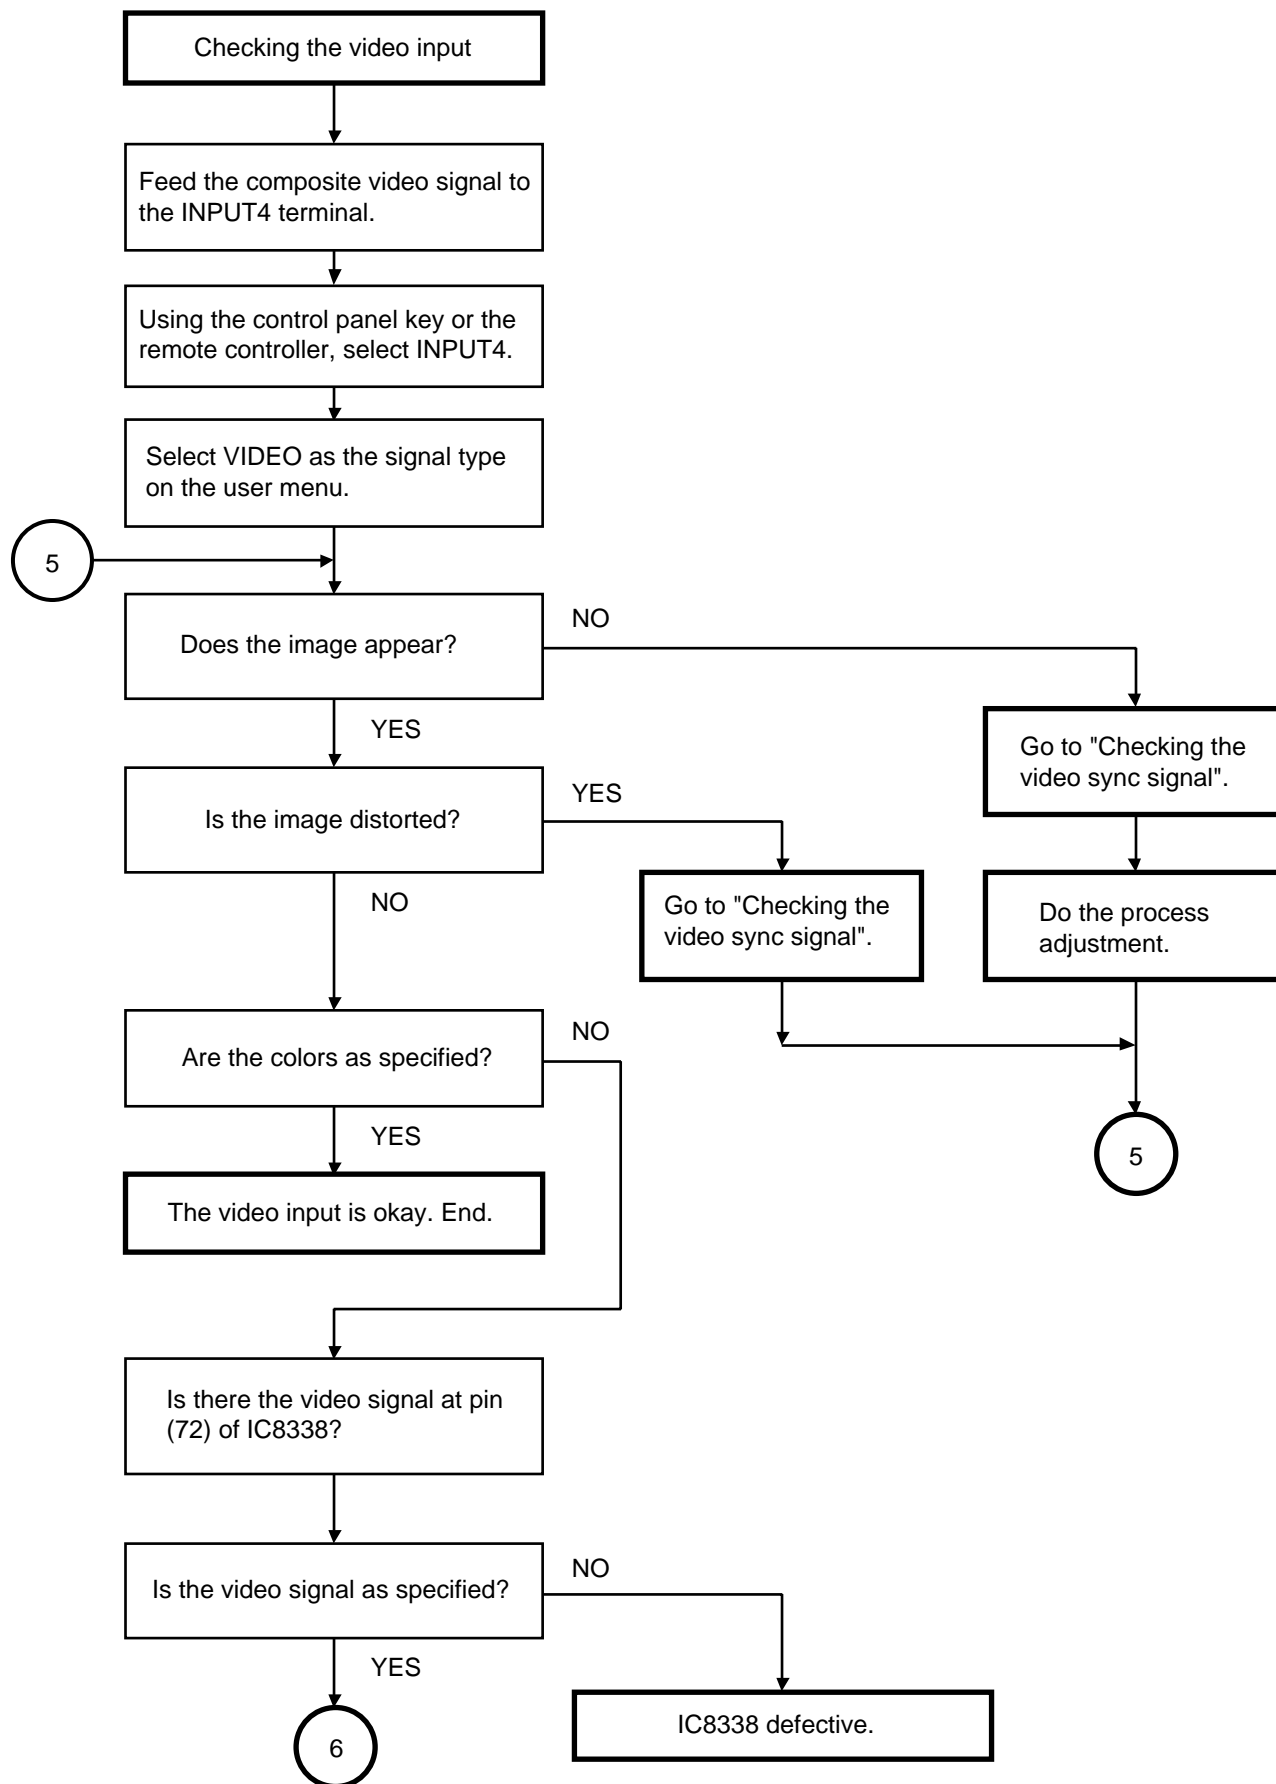 Checking the video input
Feed the composite video signal to
the INPUT4 terminal.
Using the control panel key or the
remote controller, select INPUT4.
Select VIDEO as the signal type
on the user menu.
5
Does the image appear?
NO
YES
Go to "Checking the
video sync signal".
Is the image distorted?
YES
NO
Go to "Checking the
video sync signal".
Do the process
adjustment.
Are the colors as specified?
NO
YES
5
The video input is okay. End.
Is there the video signal at pin
(72) of IC8338?
Is the video signal as specified?
NO
YES
IC8338 defective.
6